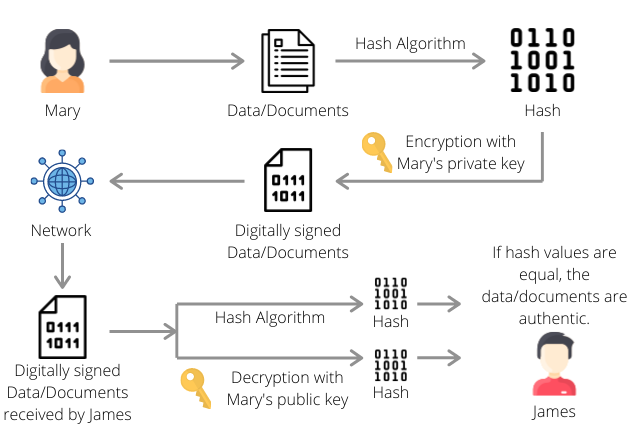 Hash Algorithm
0110
1001
1010
Mary
Data/Documents
Hash
Encryption with
Mary's private key
0111
1011
Network
Digitally signed
Data/Documents
If hash values are
equal, the
data/documents are
authentic.
0110
1001
1010
Hash Algorithm
Hash
0111
1011
Digitally signed
Data/Documents
received by James
Decryption with
Mary's public key
0110
1001
1010
Hash
James